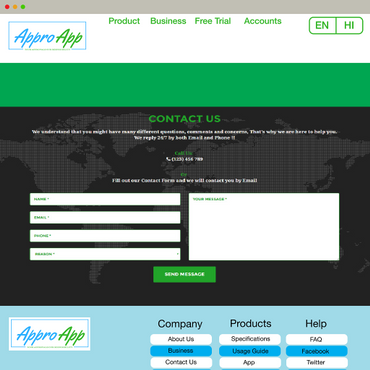 Appro App
Product Business Free Trial Accounts
EN HI
CONTACT US
We understand that you might have many different questions, comments and concerns, That's why we are here to help you.
We reply 24/7 by both Email and Phone !!
Call Us
(123) 456 789
Or
Fill out our Contact Form and we will contact you by Email
NAME *
EMAIL *
PHONE *
REASON *
YOUR MESSAGE *
SEND MESSAGE
Appro App
Company
About Us
Business
Contact Us
Products
Specifications
Usage Guide
App
Help
FAQ
Facebook
Twitter